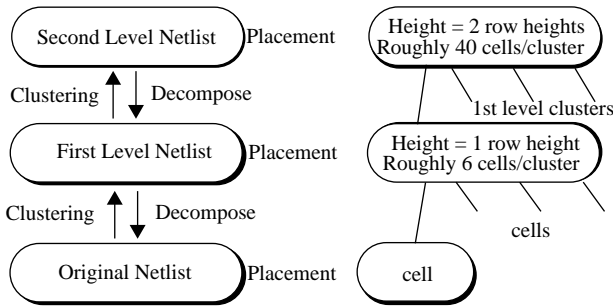 Second Level Netlist Placement
Clustering Decompose
First Level Netlist Placement
Clustering Decompose
Original Netlist Placement
Height = 2 row heights
Roughly 40 cells/cluster
1st level clusters
Height = 1 row height
Roughly 6 cells/cluster
cells
cell